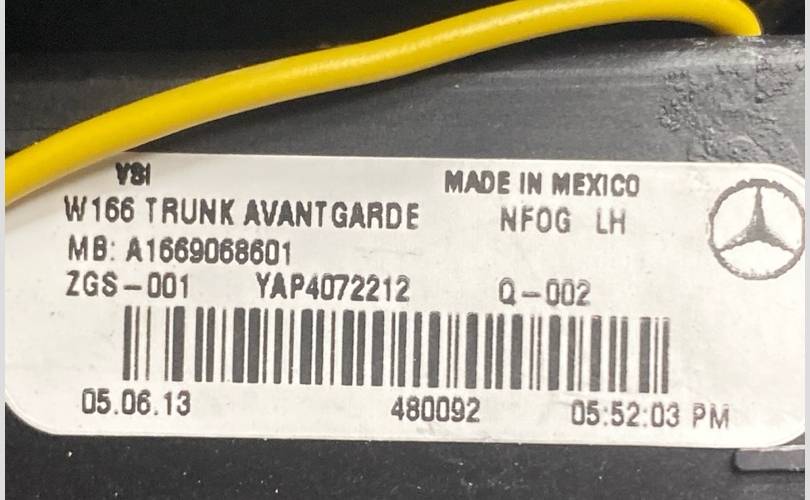 YSI MADE IN MEXICO
W166 TRUNK AVANTGARDE NFOG LH
MB: A1669068601
ZGS-001 YAP4072212 Q-002
05.06.13 480092 05:52:03 PM